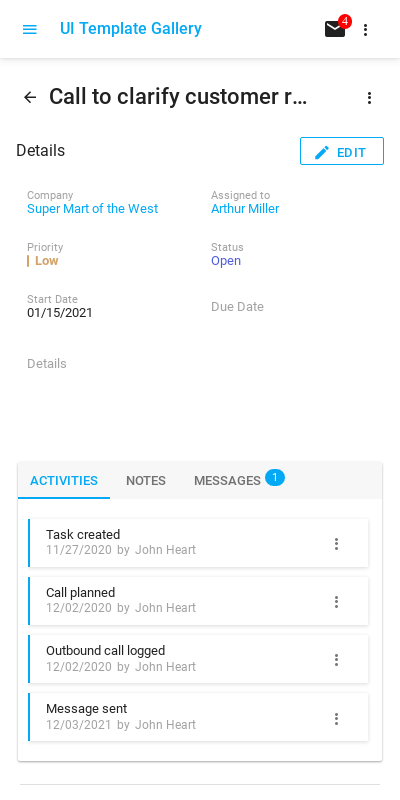 UI Template Gallery
4
Call to clarify customer r…
Details
EDIT
Company
Super Mart of the West
Assigned to
Arthur Miller
Priority
Low
Status
Open
Start Date
01/15/2021
Due Date
Details
ACTIVITIES NOTES MESSAGES 1
Task created
11/27/2020 by John Heart
Call planned
12/02/2020 by John Heart
Outbound call logged
12/02/2020 by John Heart
Message sent
12/03/2021 by John Heart